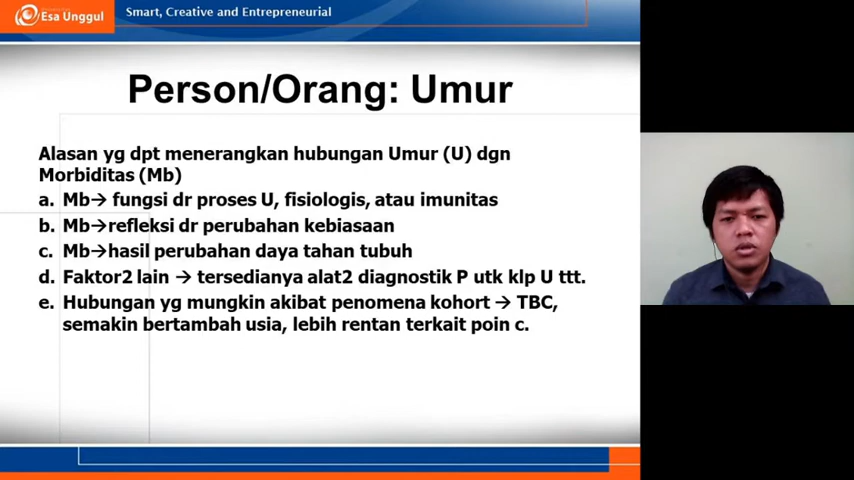 Esa Unggul
Smart, Creative and Entrepreneurial
Person/Orang: Umur
Alasan yg dpt menerangkan hubungan Umur (U) dgn
Morbiditas (Mb)
a. Mb→ fungsi dr proses U, fisiologis, atau imunitas
b. Mb→refleksi dr perubahan kebiasaan
c. Mb→hasil perubahan daya tahan tubuh
d. Faktor2 lain → tersedianya alat2 diagnostik P utk klp U ttt.
e. Hubungan yg mungkin akibat penomena kohort → TBC,
semakin bertambah usia, lebih rentan terkait poin c.